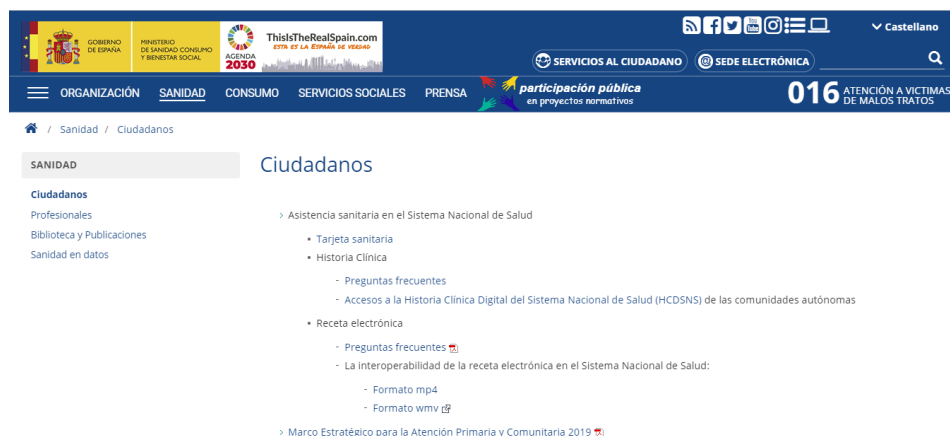 GOBIERNO
DE ESPAÑA
MINISTERIO
DE SANIDAD, CONSUMO
Y BIENESTAR SOCIAL
AGENDA
2030
ThisIsTheRealSpain.com
ESTA ES LA ESPAÑA DE VERDAD
You
Castellano
SERVICIOS AL CIUDADANO
@ SEDE ELECTRÓNICA
ORGANIZACIÓN SANIDAD CONSUMO SERVICIOS SOCIALES PRENSA
participación pública
en proyectos normativos
016 ATENCIÓN A VICTIMAS
DE MALOS TRATOS
/ Sanidad / Ciudadanos
SANIDAD
Ciudadanos
Profesionales
Biblioteca y Publicaciones
Sanidad en datos
Ciudadanos
> Asistencia sanitaria en el Sistema Nacional de Salud
• Tarjeta sanitaria
• Historia Clínica
- Preguntas frecuentes
- Accesos a la Historia Clínica Digital del Sistema Nacional de Salud (HCDSNS) de las comunidades autónomas
• Receta electrónica
- Preguntas frecuentes
- La interoperabilidad de la receta electrónica en el Sistema Nacional de Salud:
- Formato mp4
- Formato wmv
> Marco Estratégico para la Atención Primaria y Comunitaria 2019